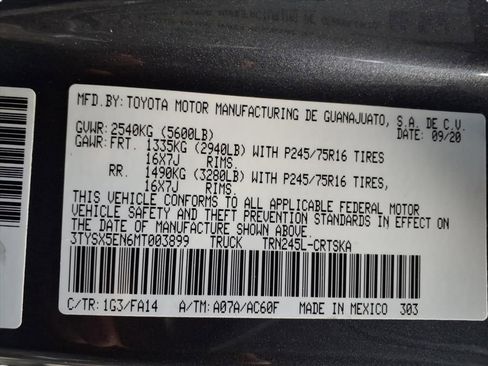 MFD.BY: TOYOTA MOTOR MANUFACTURING DE GUANAJUATO, S.A. DE C.V.
GVWR: 2540KG (5600LB) DATE: 09/20
GAWR: FRT. 1335KG (2940LB) WITH P245/75R16 TIRES
16X7J RIMS.
RR. 1490KG (3280LB) WITH P245/75R16 TIRES,
16X7J RIMS.
THIS VEHICLE CONFORMS TO ALL APPLICABLE FEDERAL MOTOR
VEHICLE SAFETY AND THEFT PREVENTION STANDARDS IN EFFECT ON
THE DATE OF MANUFACTURE SHOWN ABOVE.
3TYSX5EN6MT003899 TRUCK TRN245L-CRTSKA
C/TR: 1G3/FA14 A/TM: A07A/AC60F MADE IN MEXICO 303